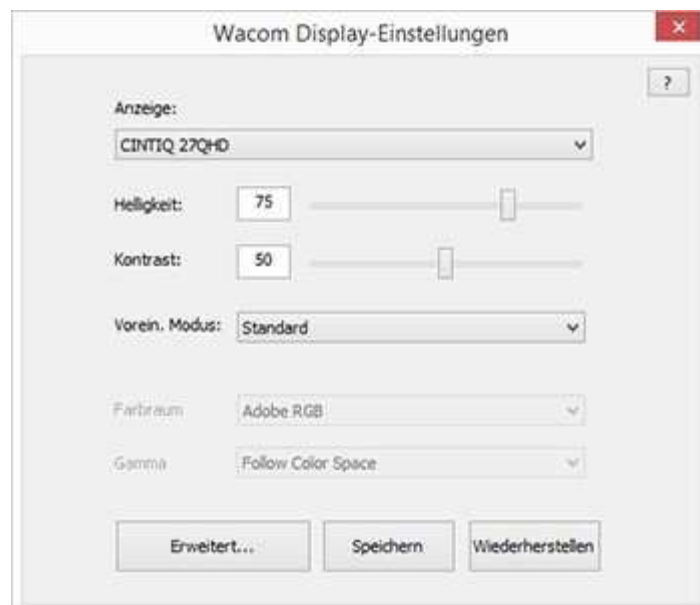 Wacom Display-Einstellungen
?
Anzeige:
CINTIQ 27QHD
Helligkeit: 75
Kontrast: 50
Vorein. Modus: Standard
Farbraum Adobe RGB
Gamma Follow Color Space
Erweitert... Speichern Wiederherstellen